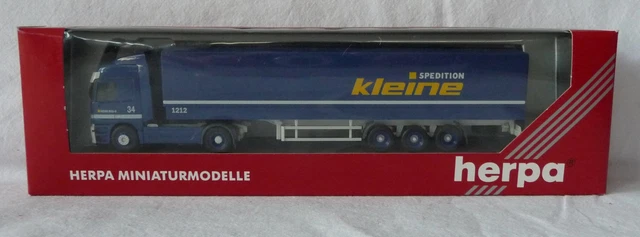 SPEDITION
kleine
34
1212
HERPA MINIATURMODELLE
herpa